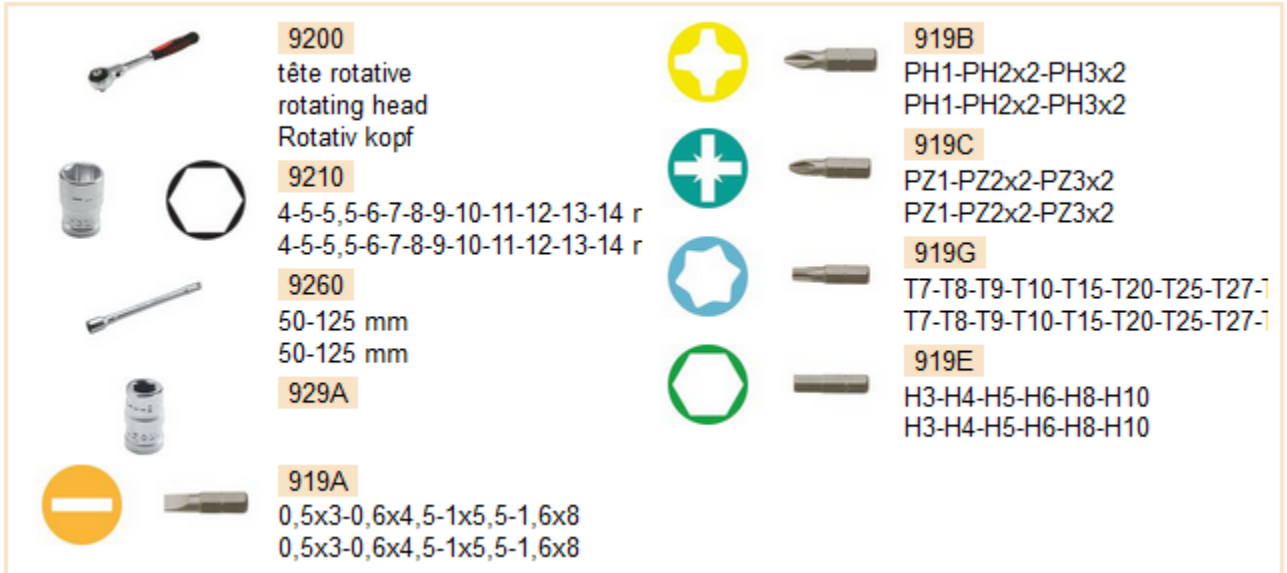 9200
tête rotative
rotating head
Rotativ kopf
9210
4-5-5,5-6-7-8-9-10-11-12-13-14
4-5-5,5-6-7-8-9-10-11-12-13-14
9260
50-125 mm
50-125 mm
929A
919A
0,5x3-0,6x4,5-1x5,5-1,6x8
0,5x3-0,6x4,5-1x5,5-1,6x8
919B
PH1-PH2x2-PH3x2
PH1-PH2x2-PH3x2
919C
PZ1-PZ2x2-PZ3x2
PZ1-PZ2x2-PZ3x2
919G
T7-T8-T9-T10-T15-T20-T25-T27-
T7-T8-T9-T10-T15-T20-T25-T27-
919E
H3-H4-H5-H6-H8-H10
H3-H4-H5-H6-H8-H10